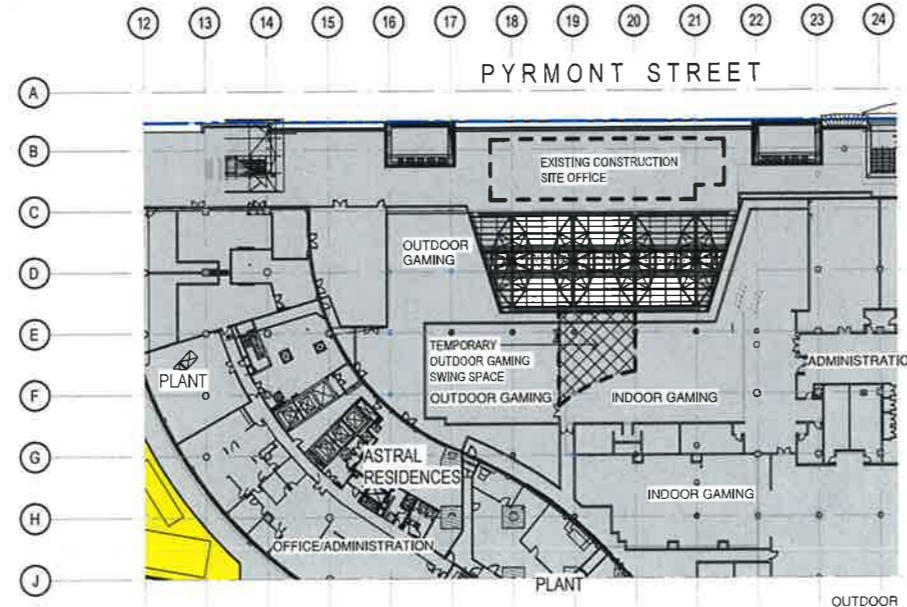 12 13 14 15 16 17 18 19 20 21 22 23 24
PYRMONT STREET
A
B
EXISTING CONSTRUCTION
SITE OFFICE
C
OUTDOOR
GAMING
D
E
TEMPORARY
OUTDOOR GAMING
SWING SPACE
ADMINISTRATIO
PLANT
F
OUTDOOR GAMING
INDOOR GAMING
G
ASTRAL
RESIDENCES
INDOOR GAMING
H
OFFICE/ADMINISTRATION
J
PLANT
OUTDOOR